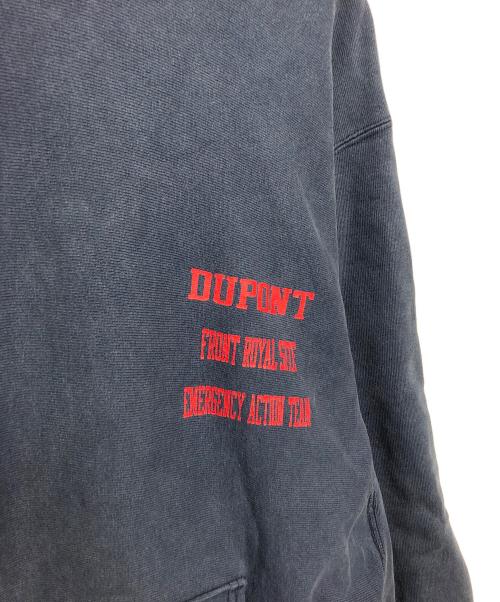 DUPONT
FRONT ROYAL SITE
EMERGENCY ACTION TEAM